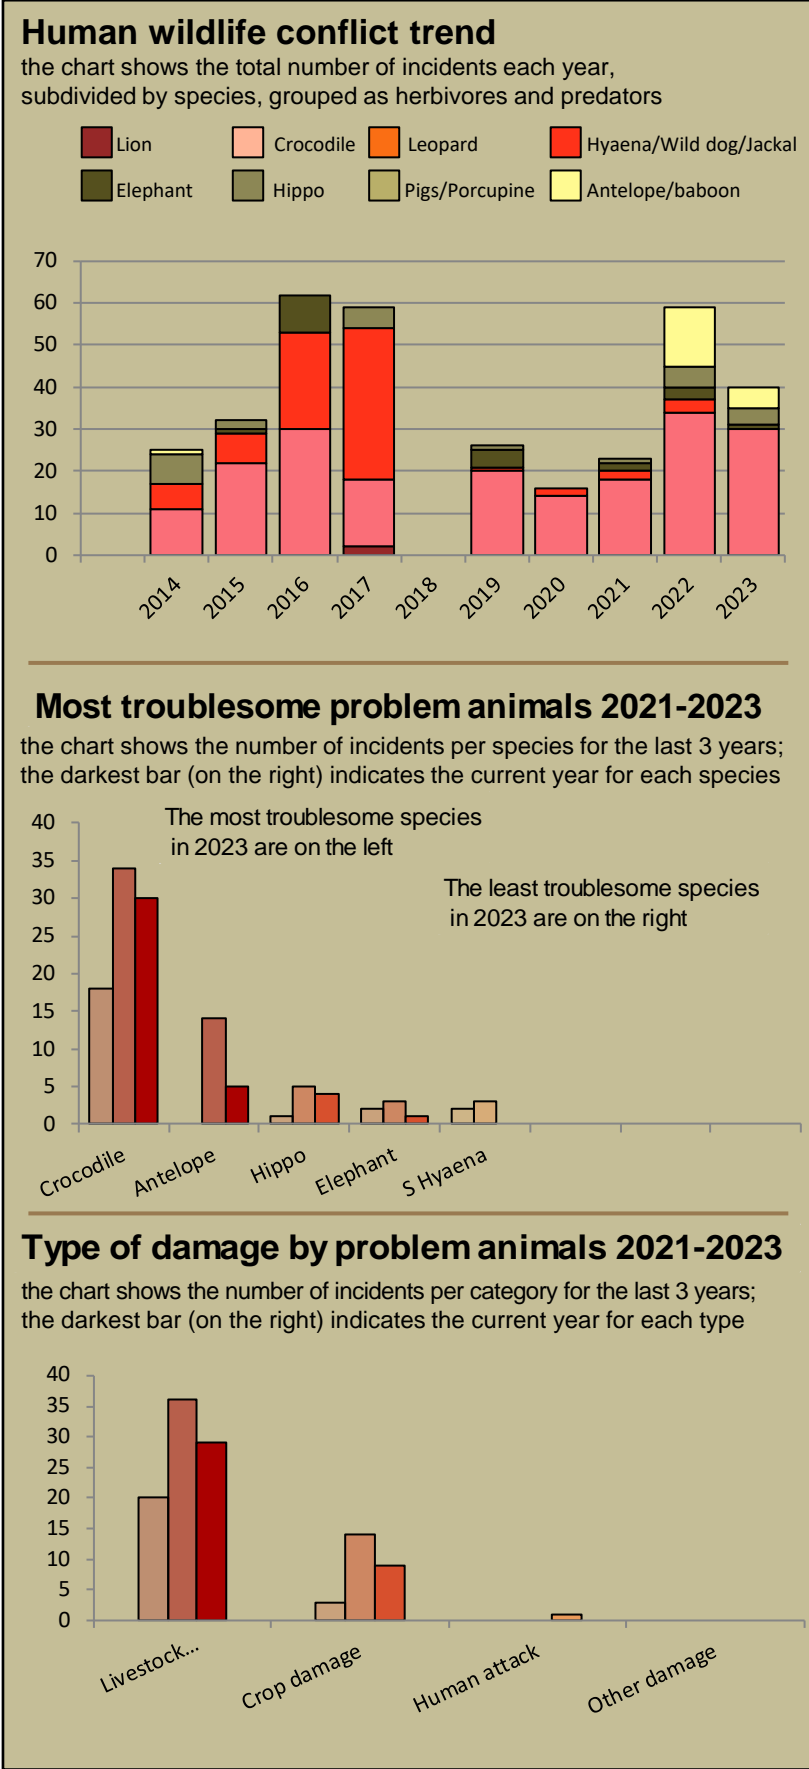 Human wildlife conflict trend
the chart shows the total number of incidents each year,
subdivided by species, grouped as herbivores and predators
Lion Crocodile Leopard Hyaena/Wild dog/Jackal
Elephant Hippo Pigs/Porcupine Antelope/baboon
70
60
50
40
30
20
10
0
2014 2015 2016 2017 2018 2019 2020 2021 2022 2023
Most troublesome problem animals 2021-2023
the chart shows the number of incidents per species for the last 3 years;
the darkest bar (on the right) indicates the current year for each species
The most troublesome species
in 2023 are on the left
The least troublesome species
in 2023 are on the right
40
35
30
25
20
15
10
5
0
Crocodile Antelope Hippo Elephant S Hyaena
Type of damage by problem animals 2021-2023
the chart shows the number of incidents per category for the last 3 years;
the darkest bar (on the right) indicates the current year for each type
40
35
30
25
20
15
10
5
0
Livestock... Crop damage Human attack Other damage